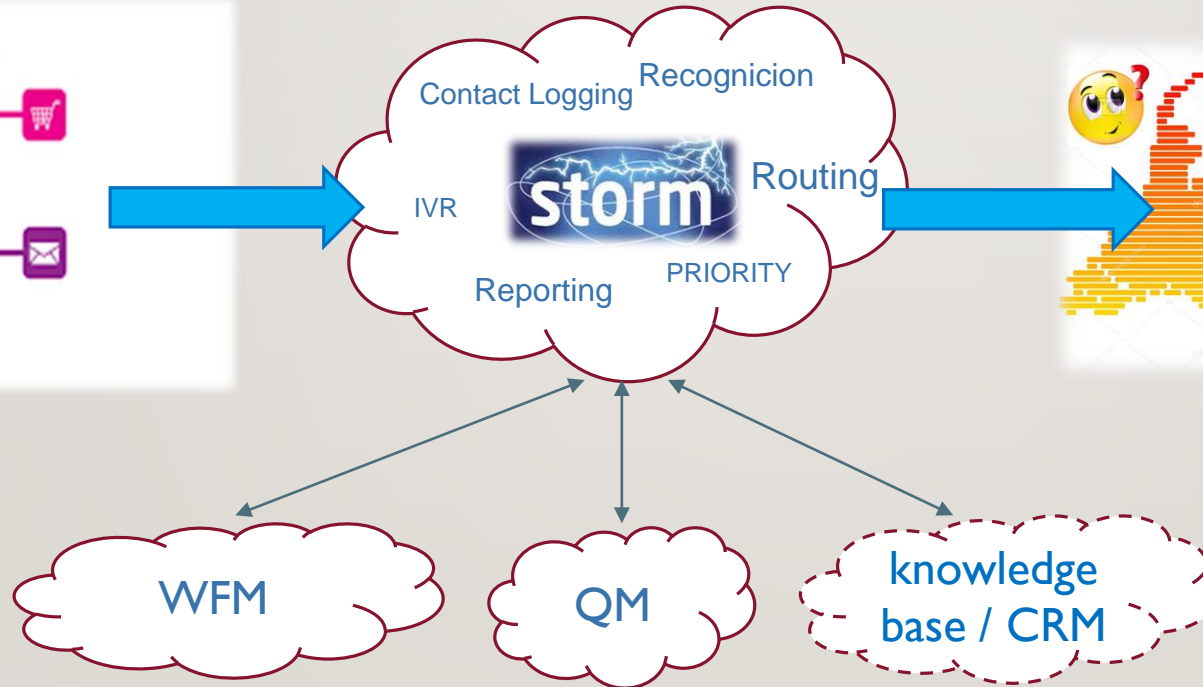 Recognicion
Contact Logging
storm
Routing
IVR
PRIORITY
Reporting
WFM
QM
knowledge
base / CRM